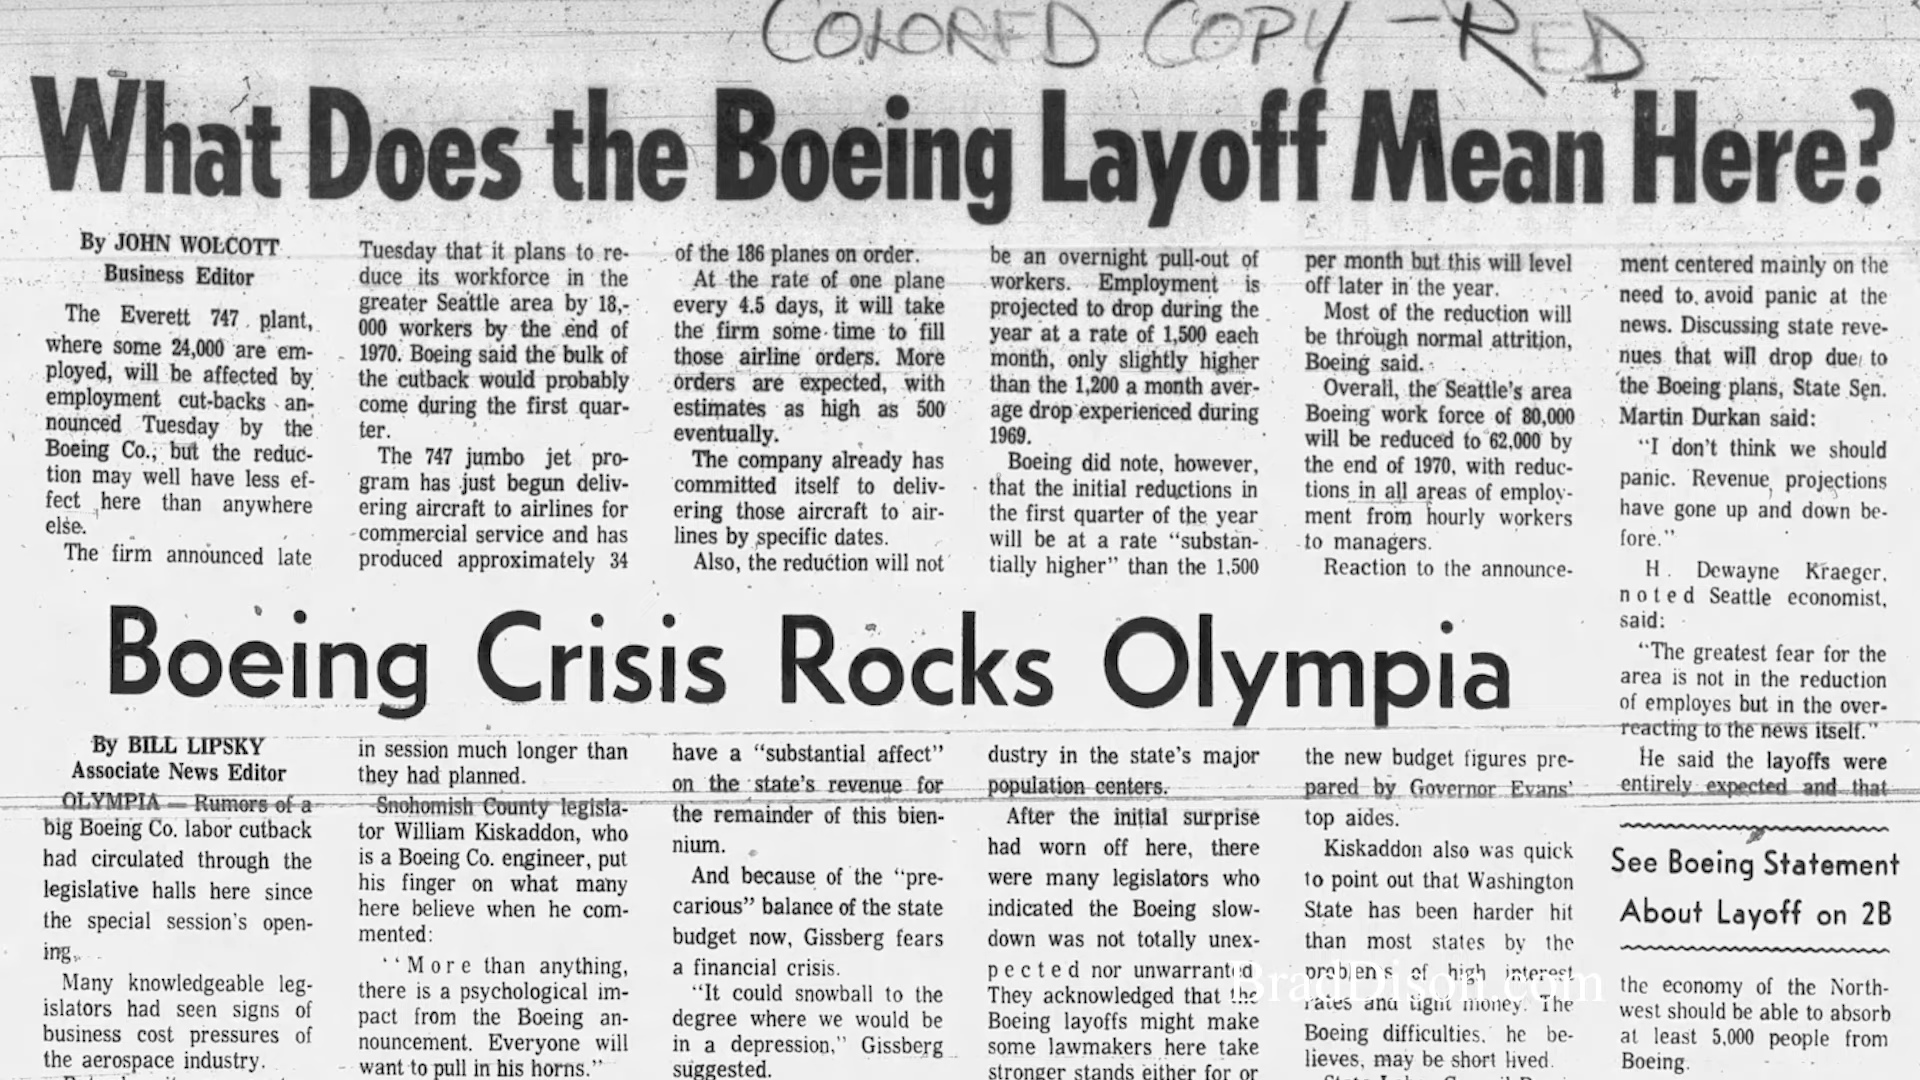 COLORED COPY - RED
What Does the Boeing Layoff Mean Here?
By JOHN WOLCOTT
Business Editor
The Everett 747 plant,
where some 24,000 are em-
ployed, will be affected by
employment cut-backs an-
nounced Tuesday by the
Boeing Co., but the reduc-
tion may well have less ef-
fect here than anywhere
else.
The firm announced late
Tuesday that it plans to re-
duce its workforce in the
greater Seattle area by 18,-
000 workers by the end of
1970. Boeing said the bulk of
the cutback would probably
come during the first quar-
ter.
The 747 jumbo jet pro-
gram has just begun deliv-
ering aircraft to airlines for
commercial service and has
produced approximately 34
of the 186 planes on order.
At the rate of one plane
every 4.5 days, it will take
the firm some time to fill
those airline orders. More
orders are expected, with
estimates as high as 500
eventually.
The company already has
committed itself to deliv-
ering those aircraft to air-
lines by specific dates.
Also, the reduction will not
be an overnight pull-out of
workers. Employment is
projected to drop during the
year at a rate of 1,500 each
month, only slightly higher
than the 1,200 a month aver-
age drop experienced during
1969.
Boeing did note, however,
that the initial reductions in
the first quarter of the year
will be at a rate "substan-
tially higher" than the 1,500
per month but this will level
off later in the year.
Most of the reduction will
be through normal attrition,
Boeing said.
Overall, the Seattle's area
Boeing work force of 80,000
will be reduced to 62,000 by
the end of 1970, with reduc-
tions in all areas of employ-
ment from hourly workers
to managers.
Reaction to the announce-
ment centered mainly on the
need to avoid panic at the
news. Discussing state reve-
nues that will drop due to
the Boeing plans, State Sen.
Martin Durkan said:
"I don't think we should
panic. Revenue projections
have gone up and down be-
fore."
H. Dewayne Kraeger,
noted Seattle economist,
said:
"The greatest fear for the
area is not in the reduction
of employes but in the over-
reacting to the news itself."
He said the layoffs were
entirely expected and that
See Boeing Statement
About Layoff on 2B
the economy of the North-
west should be able to absorb
at least 5,000 people from
Boeing.
Boeing Crisis Rocks Olympia
By BILL LIPSKY
Associate News Editor
OLYMPIA — Rumors of a
big Boeing Co. labor cutback
had circulated through the
legislative halls here since
the special session's open-
ing.
Many knowledgeable leg-
islators had seen signs of
business cost pressures of
the aerospace industry.
in session much longer than
they had planned.
Snohomish County legisla-
tor William Kiskaddon, who
is a Boeing Co. engineer, put
his finger on what many
here believe when he com-
mented:
"More than anything,
there is a psychological im-
pact from the Boeing an-
nouncement. Everyone will
want to pull in his horns."
have a "substantial affect"
on the state's revenue for
the remainder of this bien-
nium.
And because of the "pre-
carious" balance of the state
budget now, Gissberg fears
a financial crisis.
"It could snowball to the
degree where we would be
in a depression," Gissberg
suggested.
dustry in the state's major
population centers.
After the initial surprise
had worn off here, there
were many legislators who
indicated the Boeing slow-
down was not totally unex-
pected nor unwarranted.
They acknowledged that the
Boeing layoffs might make
some lawmakers here take
stronger stands either for or
the new budget figures pre-
pared by Governor Evans'
top aides.
Kiskaddon also was quick
to point out that Washington
State has been harder hit
than most states by the
problems of high interest
rates and tight money. The
Boeing difficulties, he be-
lieves, may be short lived.
BradDison.com